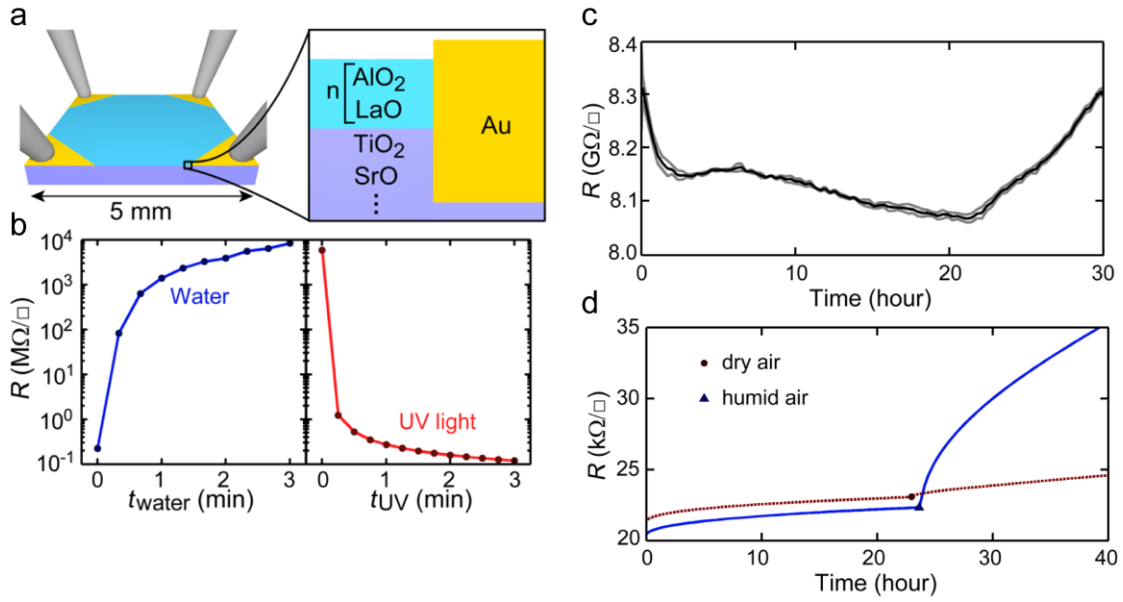 a
n
AlO2
LaO
TiO2
SrO
⋮
Au
5 mm
b
R (MΩ/□)
10^4
10^3
10^2
10^1
10^0
10^-1
Water
UV light
0
1
2
3
0
1
2
3
twater (min)
tUV (min)
c
R (GΩ/□)
8.4
8.3
8.2
8.1
8.0
0
10
20
30
Time (hour)
d
R (kΩ/□)
35
30
25
20
dry air
humid air
0
10
20
30
40
Time (hour)